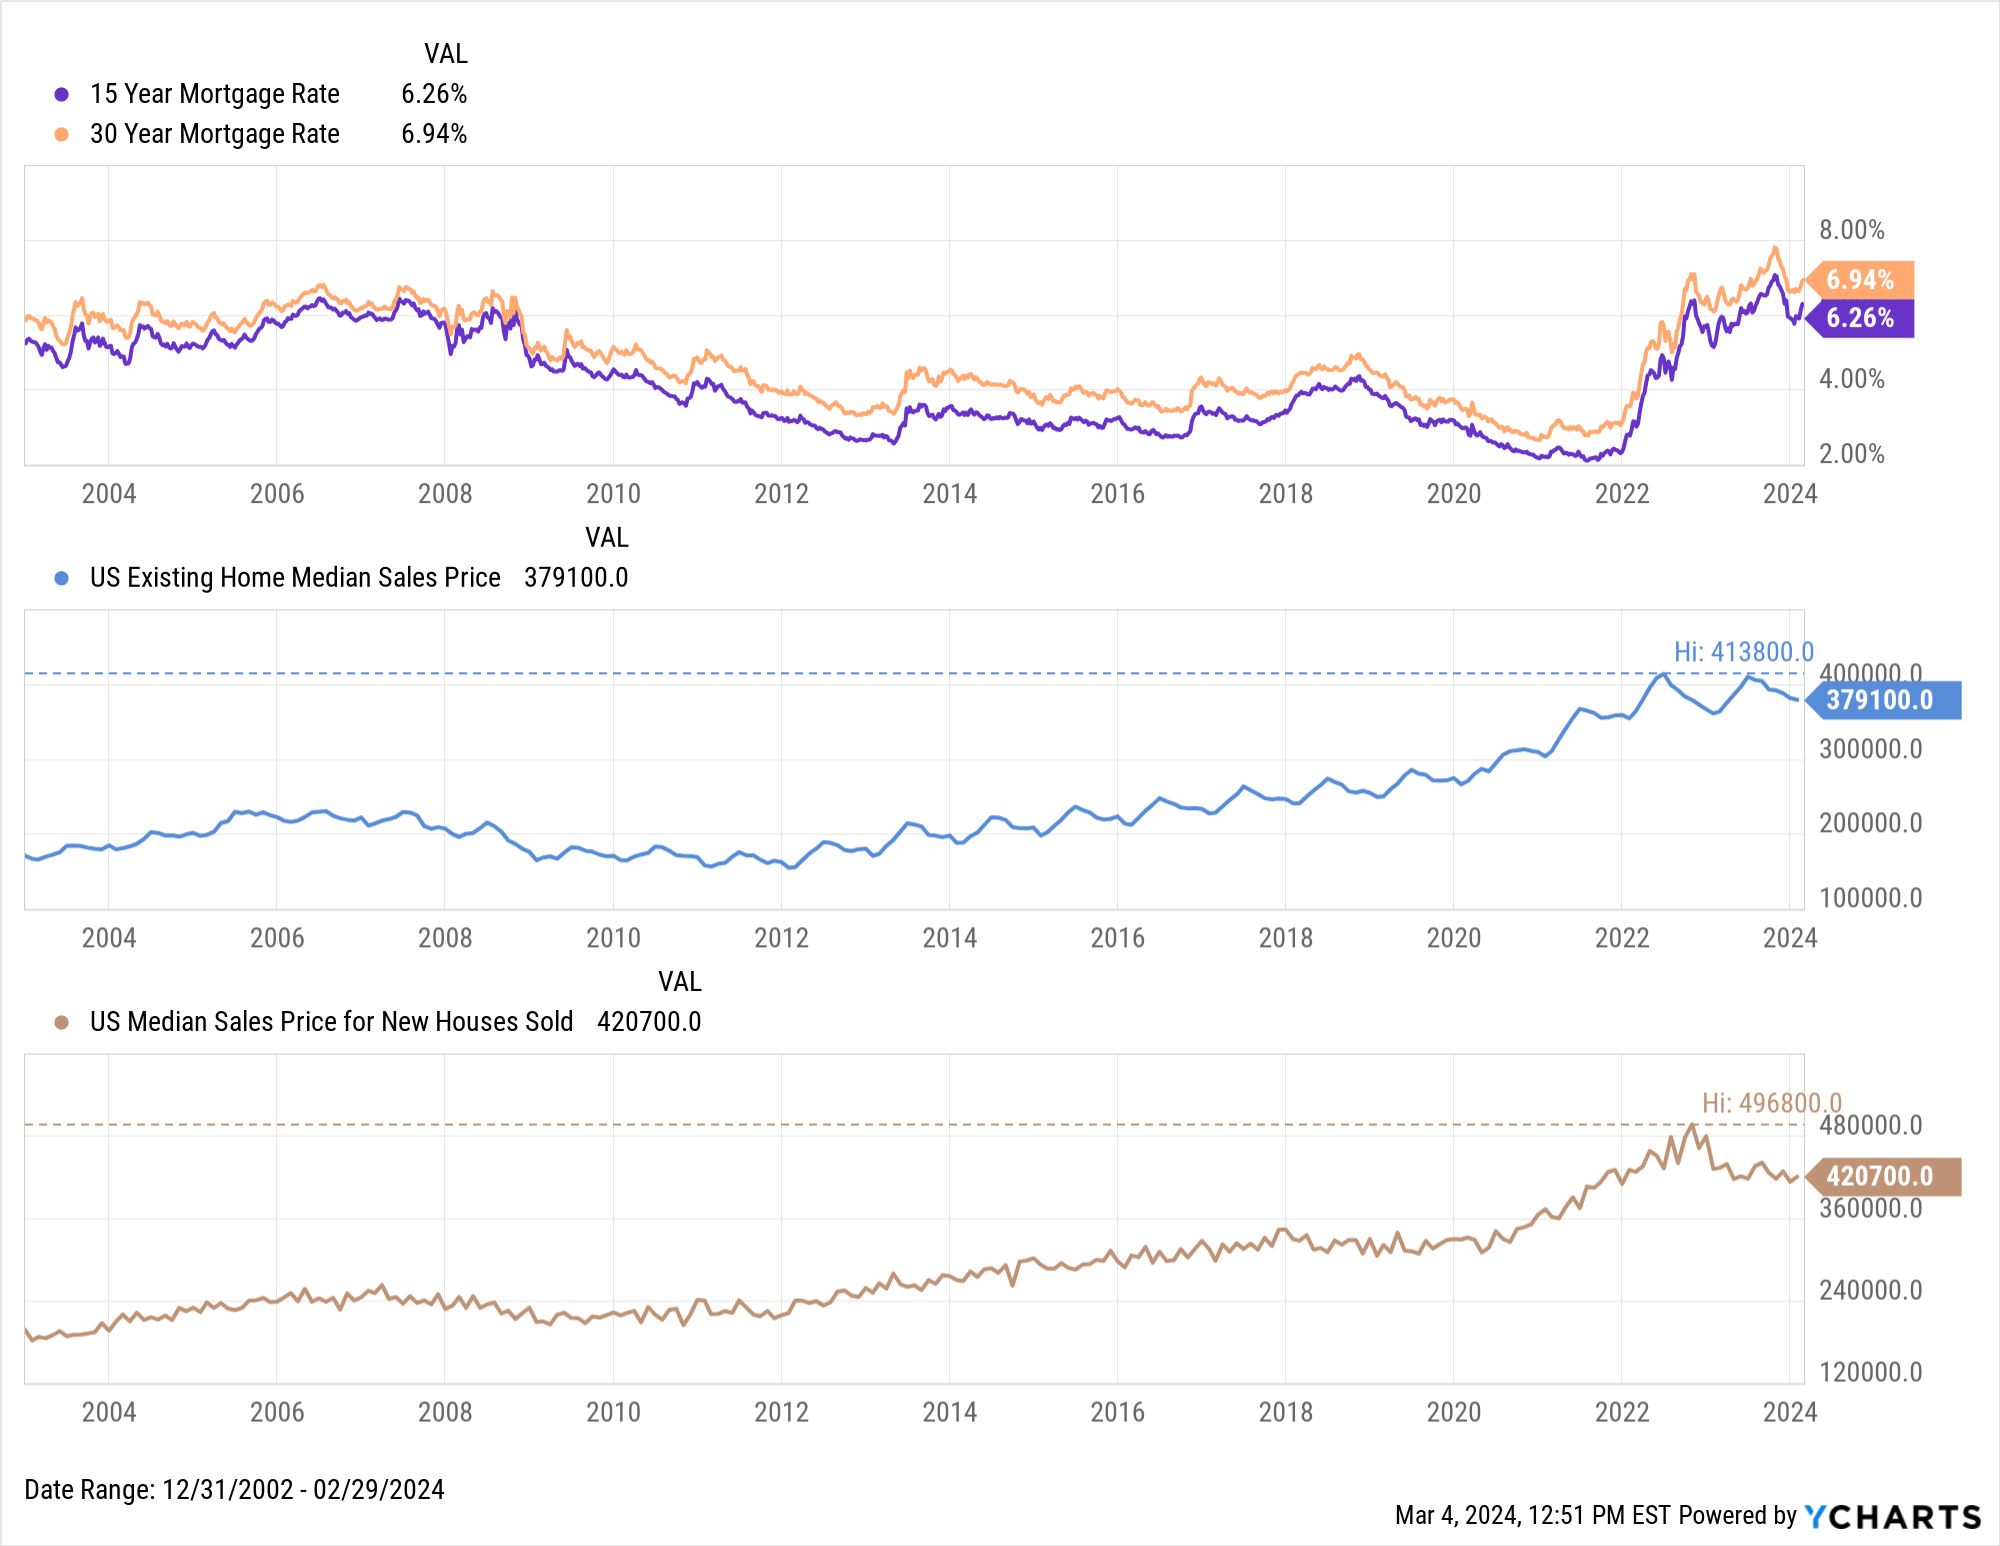 VAL
15 Year Mortgage Rate 6.26%
30 Year Mortgage Rate 6.94%
8.00%
6.94%
6.26%
4.00%
2.00%
2004 2006 2008 2010 2012 2014 2016 2018 2020 2022 2024
VAL
US Existing Home Median Sales Price 379100.0
Hi: 413800.0
400000.0
379100.0
300000.0
200000.0
100000.0
2004 2006 2008 2010 2012 2014 2016 2018 2020 2022 2024
VAL
US Median Sales Price for New Houses Sold 420700.0
Hi: 496800.0
480000.0
420700.0
360000.0
240000.0
120000.0
2004 2006 2008 2010 2012 2014 2016 2018 2020 2022 2024
Date Range: 12/31/2002 - 02/29/2024
Mar 4, 2024, 12:51 PM EST Powered by YCHARTS